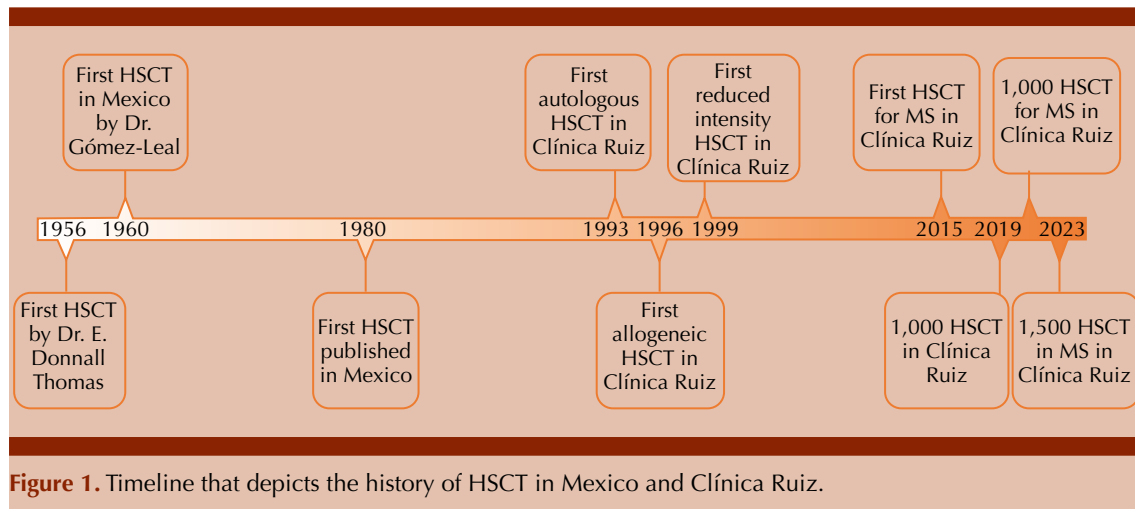 First HSCT
in Mexico
by Dr.
Gómez-Leal
First
autologous
HSCT in
Clínica Ruiz
First
reduced
intensity
HSCT in
Clínica Ruiz
First HSCT
for MS in
Clínica Ruiz
1,000 HSCT
for MS in
Clínica Ruiz
1956 1960 1980 1993 1996 1999 2015 2019 2023
First HSCT
by Dr. E.
Donnall
Thomas
First HSCT
published
in Mexico
First
allogeneic
HSCT in
Clínica Ruiz
1,000 HSCT
in Clínica
Ruiz
1,500 HSCT
in MS in
Clínica Ruiz
Figure 1. Timeline that depicts the history of HSCT in Mexico and Clínica Ruiz.